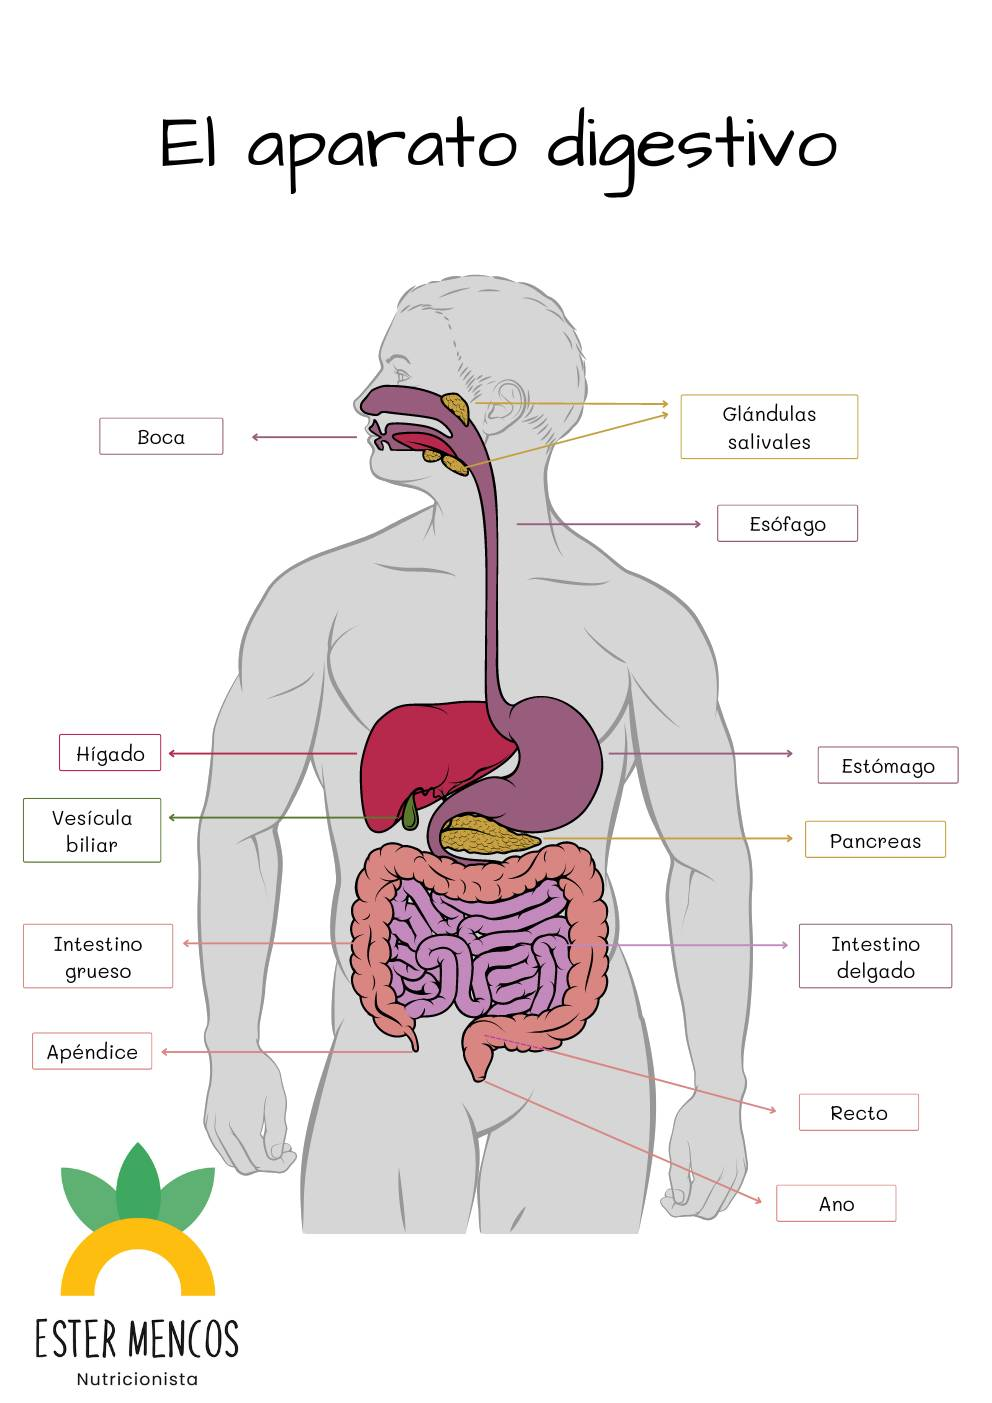 El aparato digestivo
Boca
Glándulas
salivales
Esófago
Hígado
Estómago
Vesícula
biliar
Pancreas
Intestino
grueso
Intestino
delgado
Apéndice
Recto
Ano
ESTER MENCOS
Nutricionista